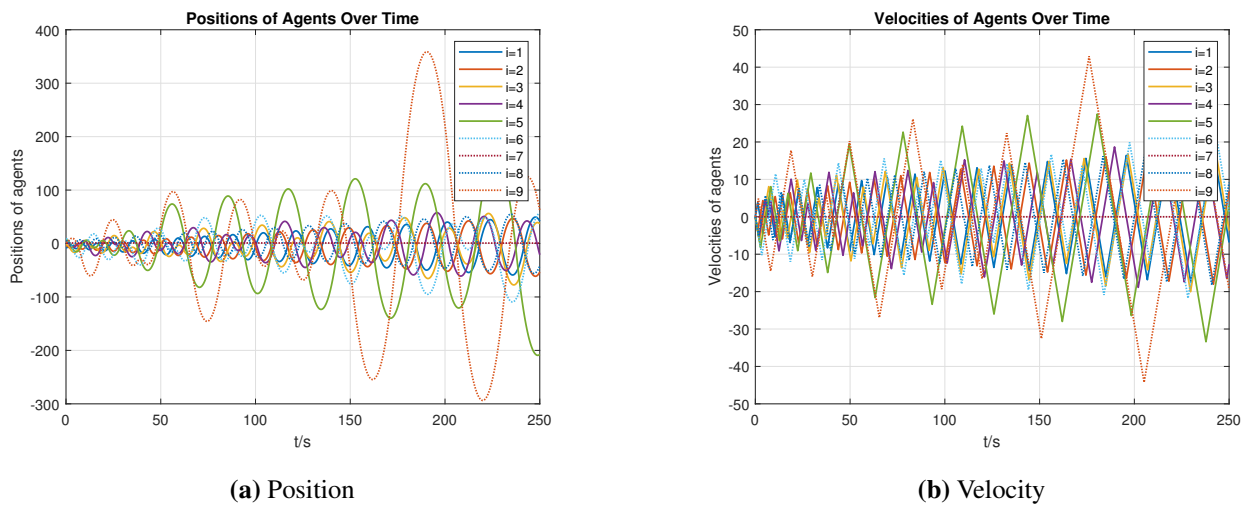 Positions of Agents Over Time
400
300
200
100
0
-100
-200
-300
0
50
100
150
200
250
Positions of agents
t/s
i=1
i=2
i=3
i=4
i=5
i=6
i=7
i=8
i=9
(a) Position
Velocities of Agents Over Time
50
40
30
20
10
0
-10
-20
-30
-40
-50
0
50
100
150
200
250
Velocities of agents
t/s
i=1
i=2
i=3
i=4
i=5
i=6
i=7
i=8
i=9
(b) Velocity